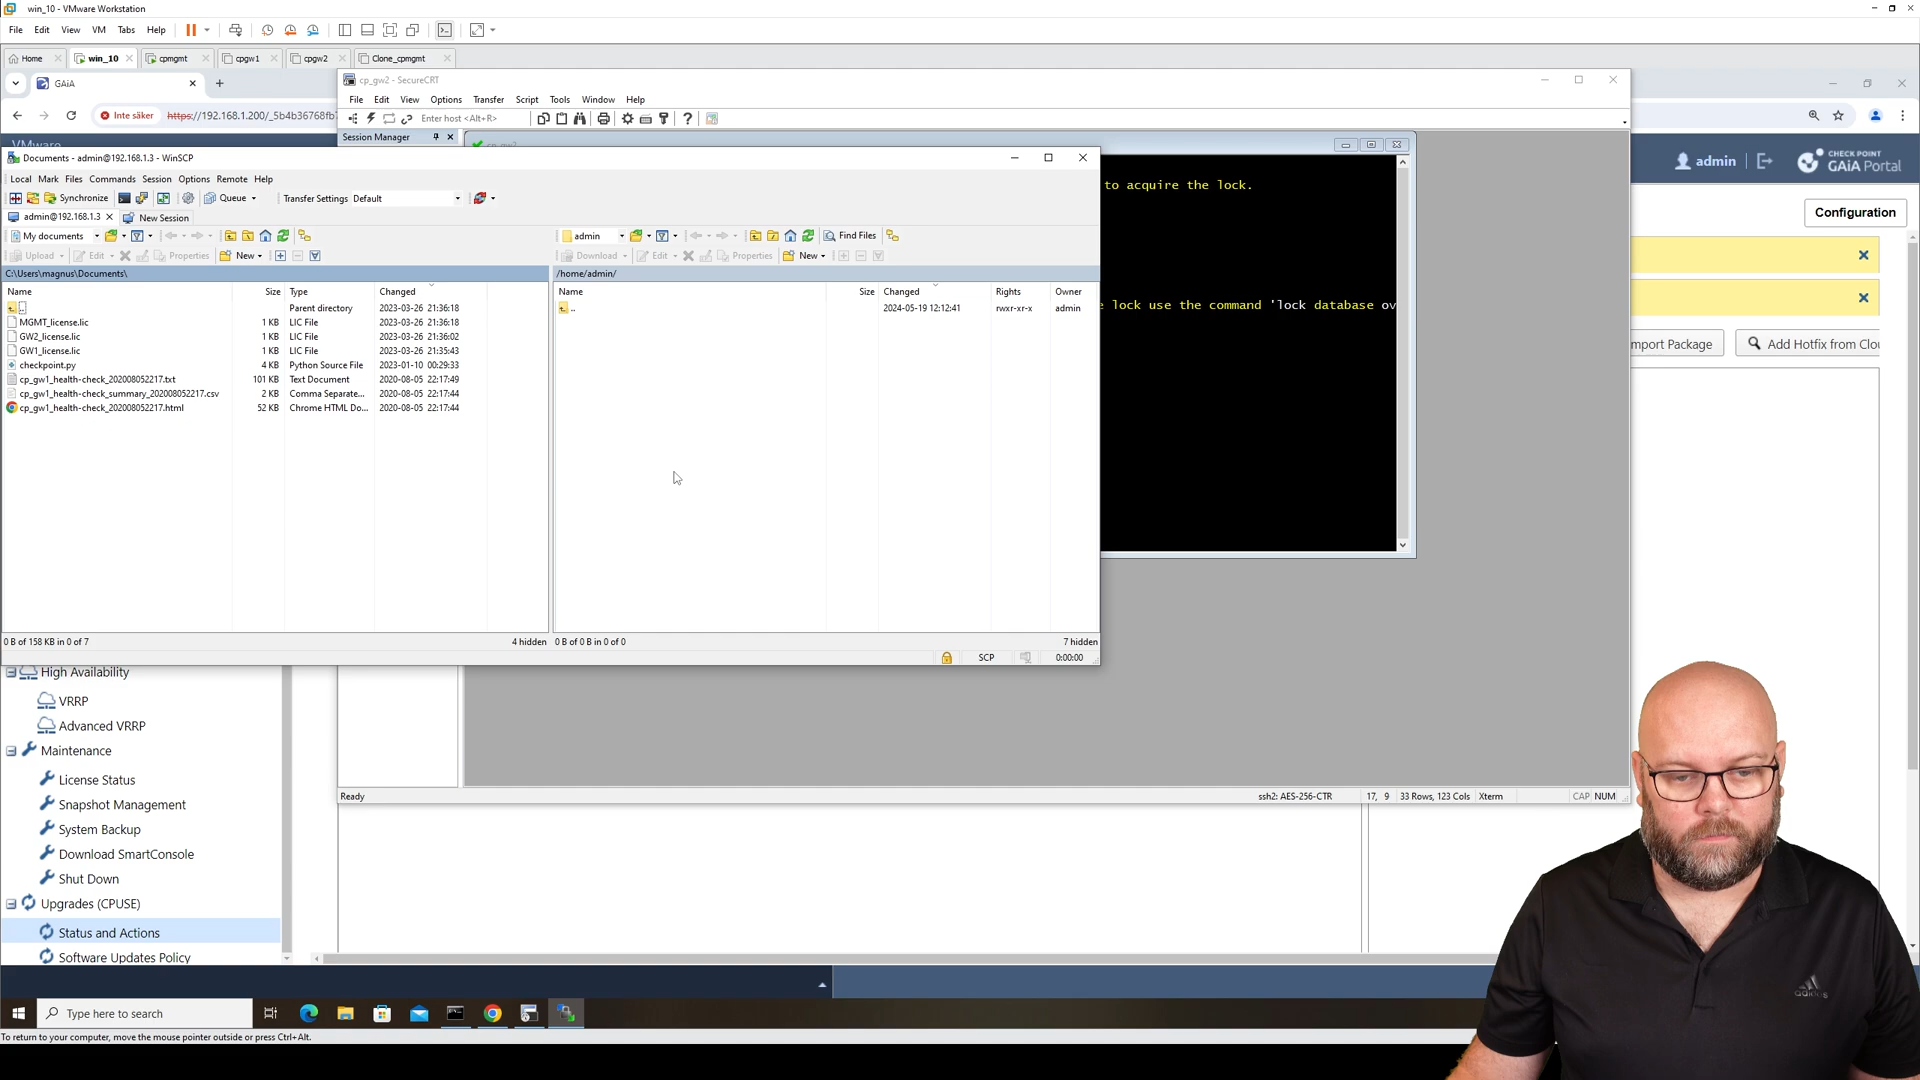 win_10 - VMware Workstation
File Edit View VM Tabs Help
Home win_10 cpmgmt cpgw1 cpgw2 Clone_cpmgmt
GAiA
cp_gw2 - SecureCRT
File Edit View Options Transfer Script Tools Window Help
Inte säker https://192.168.1.200/_5b4b36768fb
Enter host <Alt+R>
Session Manager
VMware
admin
CHECK POINT
GAiA Portal
Documents - admin@192.168.1.3 - WinSCP
Local Mark Files Commands Session Options Remote Help
to acquire the lock.
Synchronize Queue Transfer Settings Default
admin@192.168.1.3 New Session
Configuration
My documents admin Find Files
Upload Edit Properties New Download Edit Properties New
C:\Users\magnus\Documents\ /home/admin/
Name Size Type Changed Name Size Changed Rights Owner
.. Parent directory 2023-03-26 21:36:18 .. 2024-05-19 12:12:41 rwxr-xr-x admin
e lock use the command 'lock database ov
MGMT_license.lic 1 KB LIC File 2023-03-26 21:36:18
GW2_license.lic 1 KB LIC File 2023-03-26 21:36:02
GW1_license.lic 1 KB LIC File 2023-03-26 21:35:43
mport Package Add Hotfix from Clou
checkpoint.py 4 KB Python Source File 2023-01-10 00:29:33
cp_gw1_health-check_202008052217.txt 101 KB Text Document 2020-08-05 22:17:49
cp_gw1_health-check_summary_202008052217.csv 2 KB Comma Separate... 2020-08-05 22:17:44
cp_gw1_health-check_202008052217.html 52 KB Chrome HTML Do... 2020-08-05 22:17:44
0 B of 158 KB in 0 of 7 4 hidden 0 B of 0 B in 0 of 0 7 hidden
SCP 0:00:00
High Availability
VRRP
Advanced VRRP
Maintenance
License Status
Ready ssh2: AES-256-CTR 17, 9 33 Rows, 123 Cols Xterm CAP NUM
Snapshot Management
System Backup
Download SmartConsole
Shut Down
Upgrades (CPUSE)
Status and Actions
Software Updates Policy
adidas
Type here to search
To return to your computer, move the mouse pointer outside or press Ctrl+Alt.